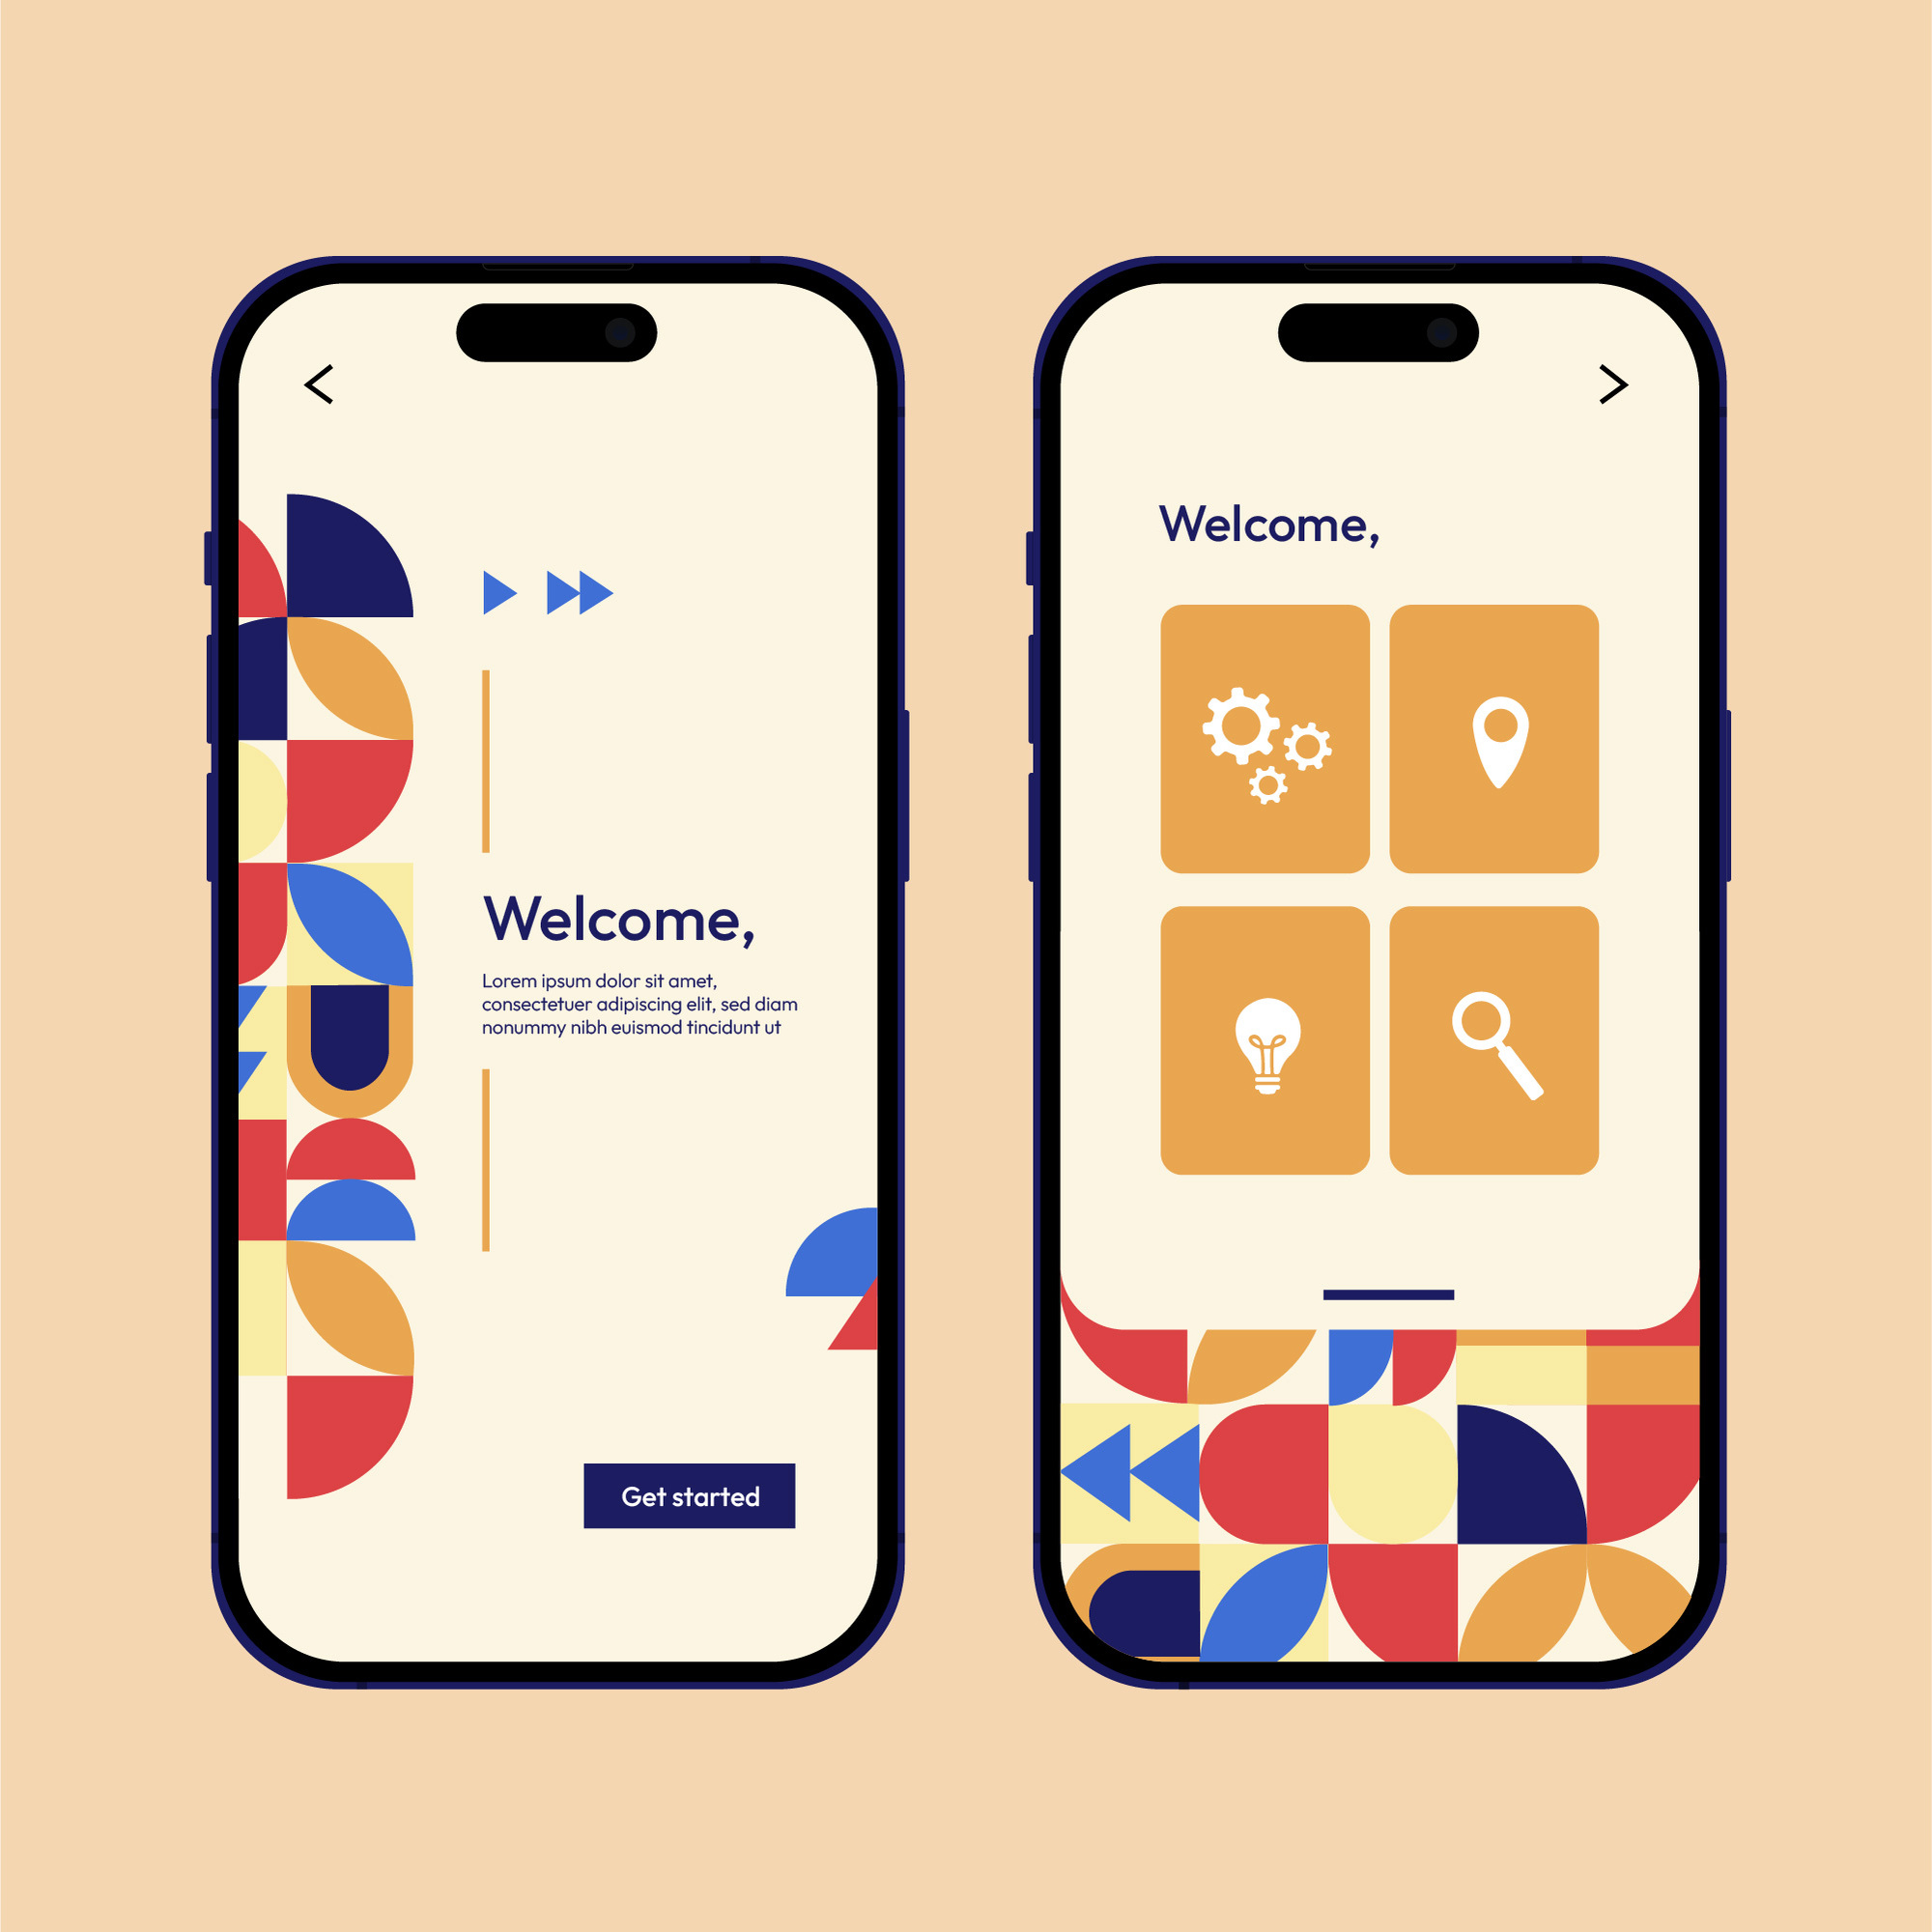 Welcome,
Lorem ipsum dolor sit amet,
consectetuer adipiscing elit, sed diam
nonummy nibh euismod tincidunt ut
Get started
Welcome,